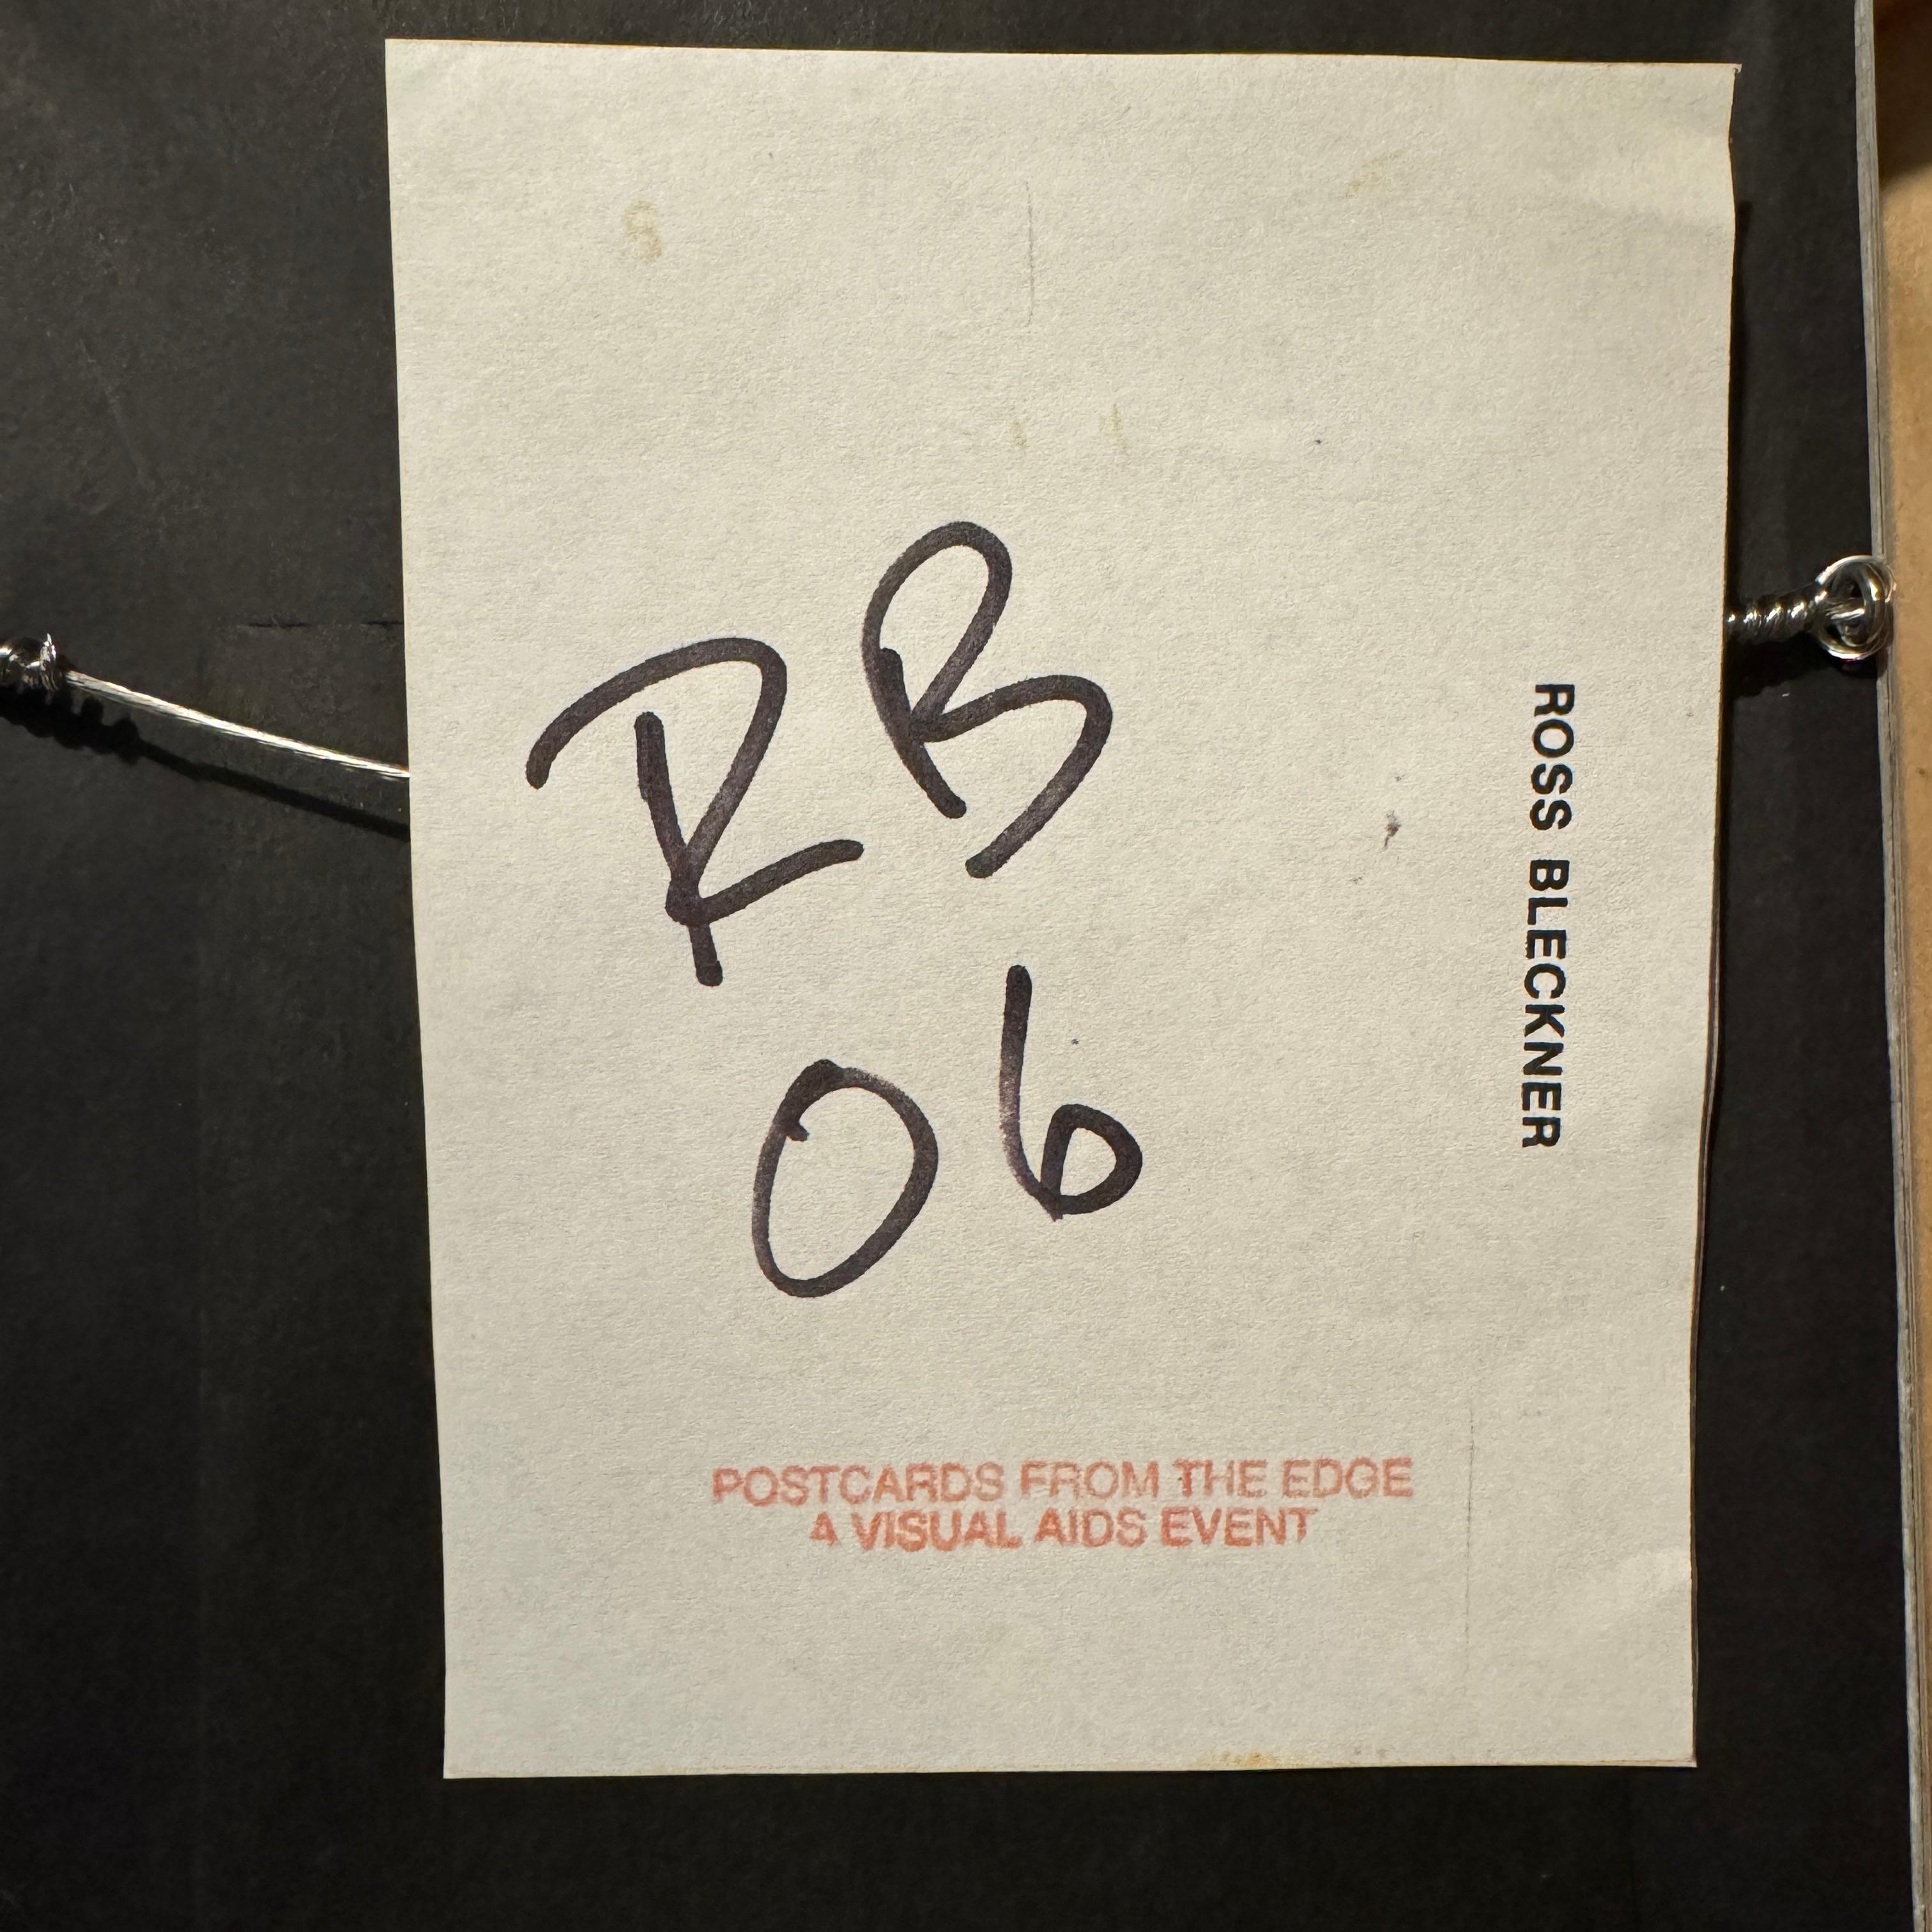 RB
06
ROSS BLECKNER
POSTCARDS FROM THE EDGE
A VISUAL AIDS EVENT